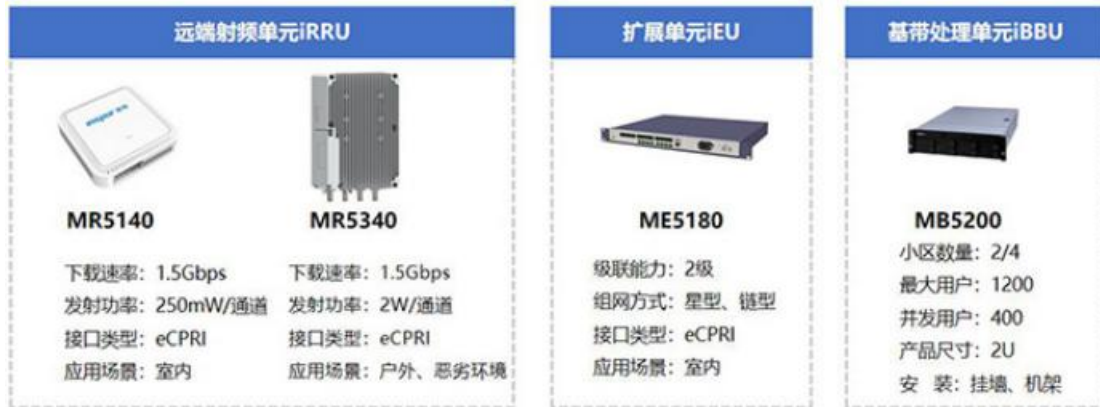 远端射频单元iRRU
MR5140
下载速率：1.5Gbps
发射功率：250mW/通道
接口类型：eCPRI
应用场景：室内
MR5340
下载速率：1.5Gbps
发射功率：2W/通道
接口类型：eCPRI
应用场景：户外、恶劣环境
扩展单元iEU
ME5180
级联能力：2级
组网方式：星型、链型
接口类型：eCPRI
应用场景：室内
基带处理单元iBBU
MB5200
小区数量：2/4
最大用户：1200
并发用户：400
产品尺寸：2U
安 装：挂墙、机架